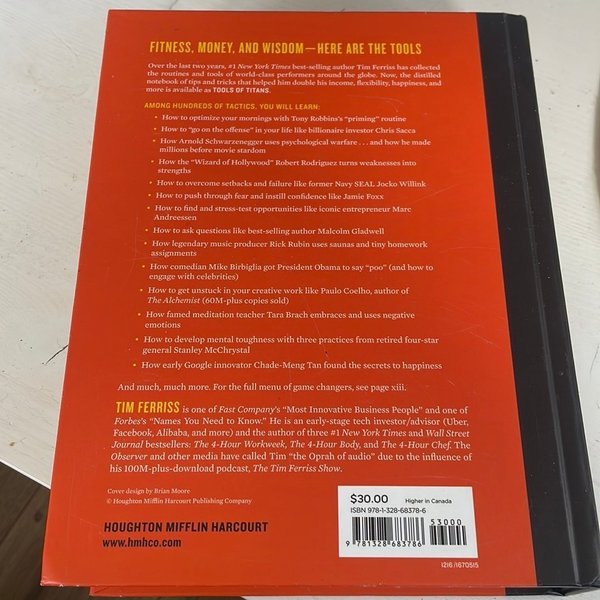 FITNESS, MONEY, AND WISDOM—HERE ARE THE TOOLS
Over the last two years, #1 New York Times best-selling author Tim Ferriss has collected
the routines and tools of world-class performers around the globe. Now, the distilled
notebook of tips and tricks that helped him double his income, flexibility, happiness, and
more is available as TOOLS OF TITANS.
AMONG HUNDREDS OF TACTICS, YOU WILL LEARN:
• How to optimize your mornings with Tony Robbins's "priming" routine
• How to "go on the offense" in your life like billionaire investor Chris Sacca
• How Arnold Schwarzenegger uses psychological warfare . . . and how he made
millions before movie stardom
• How the "Wizard of Hollywood" Robert Rodriguez turns weaknesses into
strengths
• How to overcome setbacks and failure like former Navy SEAL Jocko Willink
• How to push through fear and instill confidence like Jamie Foxx
• How to find and stress-test opportunities like iconic entrepreneur Marc
Andreessen
• How to ask questions like best-selling author Malcolm Gladwell
• How legendary music producer Rick Rubin uses saunas and tiny homework
assignments
• How comedian Mike Birbiglia got President Obama to say "poo" (and how to
engage with celebrities)
• How to get unstuck in your creative work like Paulo Coelho, author of
The Alchemist (60M-plus copies sold)
• How famed meditation teacher Tara Brach embraces and uses negative
emotions
• How to develop mental toughness with three practices from retired four-star
general Stanley McChrystal
• How early Google innovator Chade-Meng Tan found the secrets to happiness
And much, much more. For the full menu of game changers, see page xiii.
TIM FERRISS is one of Fast Company's "Most Innovative Business People" and one of
Forbes's "Names You Need to Know." He is an early-stage tech investor/advisor (Uber,
Facebook, Alibaba, and more) and the author of three #1 New York Times and Wall Street
Journal bestsellers: The 4-Hour Workweek, The 4-Hour Body, and The 4-Hour Chef. The
Observer and other media have called Tim "the Oprah of audio" due to the influence of
his 100M-plus-download podcast, The Tim Ferriss Show.
Cover design by Brian Moore
© Houghton Mifflin Harcourt Publishing Company
HOUGHTON MIFFLIN HARCOURT
www.hmhco.com
$30.00 Higher in Canada
ISBN 978-1-328-68378-6
53000
9 781328 683786
1216 /1670515